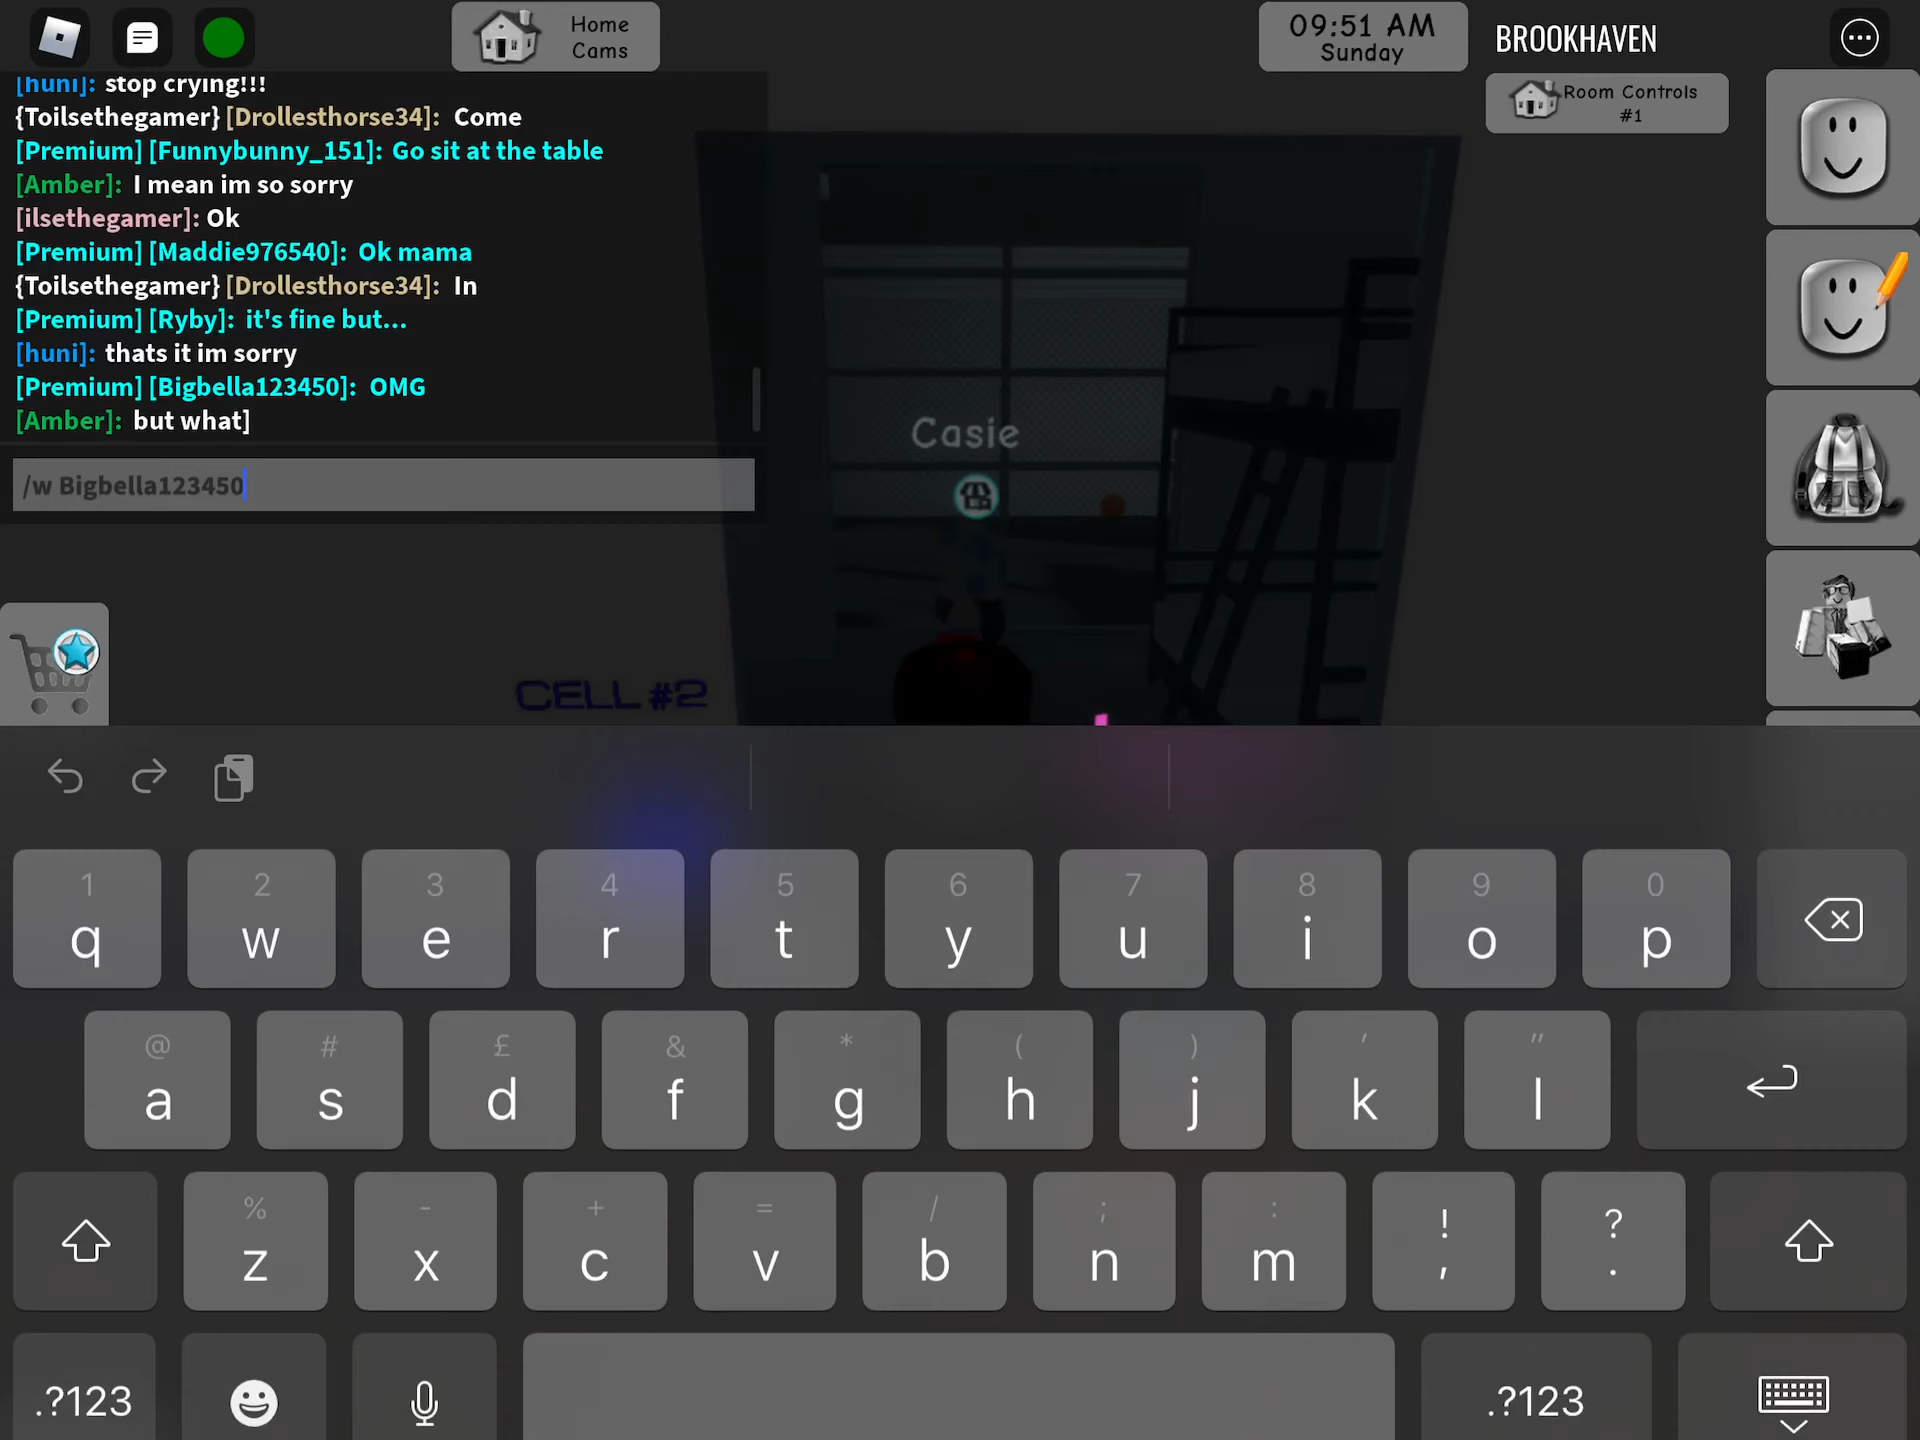 Home
Cams
09:51 AM
Sunday
BROOKHAVEN
Room Controls
#1
[huni]: stop crying!!!
{Toilsethegamer} [Drollesthorse34]: Come
[Premium] [Funnybunny_151]: Go sit at the table
[Amber]: I mean im so sorry
[ilsethegamer]: Ok
[Premium] [Maddie976540]: Ok mama
{Toilsethegamer} [Drollesthorse34]: In
[Premium] [Ryby]: it's fine but...
[huni]: thats it im sorry
[Premium] [Bigbella123450]: OMG
[Amber]: but what]
/w Bigbella123450
Casie
CELL #2
1 2 3 4 5 6 7 8 9 0
q w e r t y u i o p
@ # £ & * ( ) ' "
a s d f g h j k l
% - + = / ; : ! ?
z x c v b n m , .
.?123 .?123